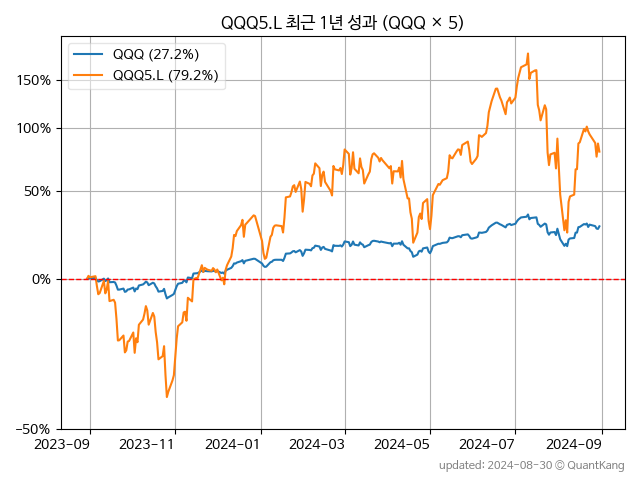 QQQ5.L 최근 1년 성과 (QQQ × 5)
QQQ (27.2%)
QQQ5.L (79.2%)
150%
100%
50%
0%
−50%
2023-09 2023-11 2024-01 2024-03 2024-05 2024-07 2024-09
updated: 2024-08-30 © QuantKang